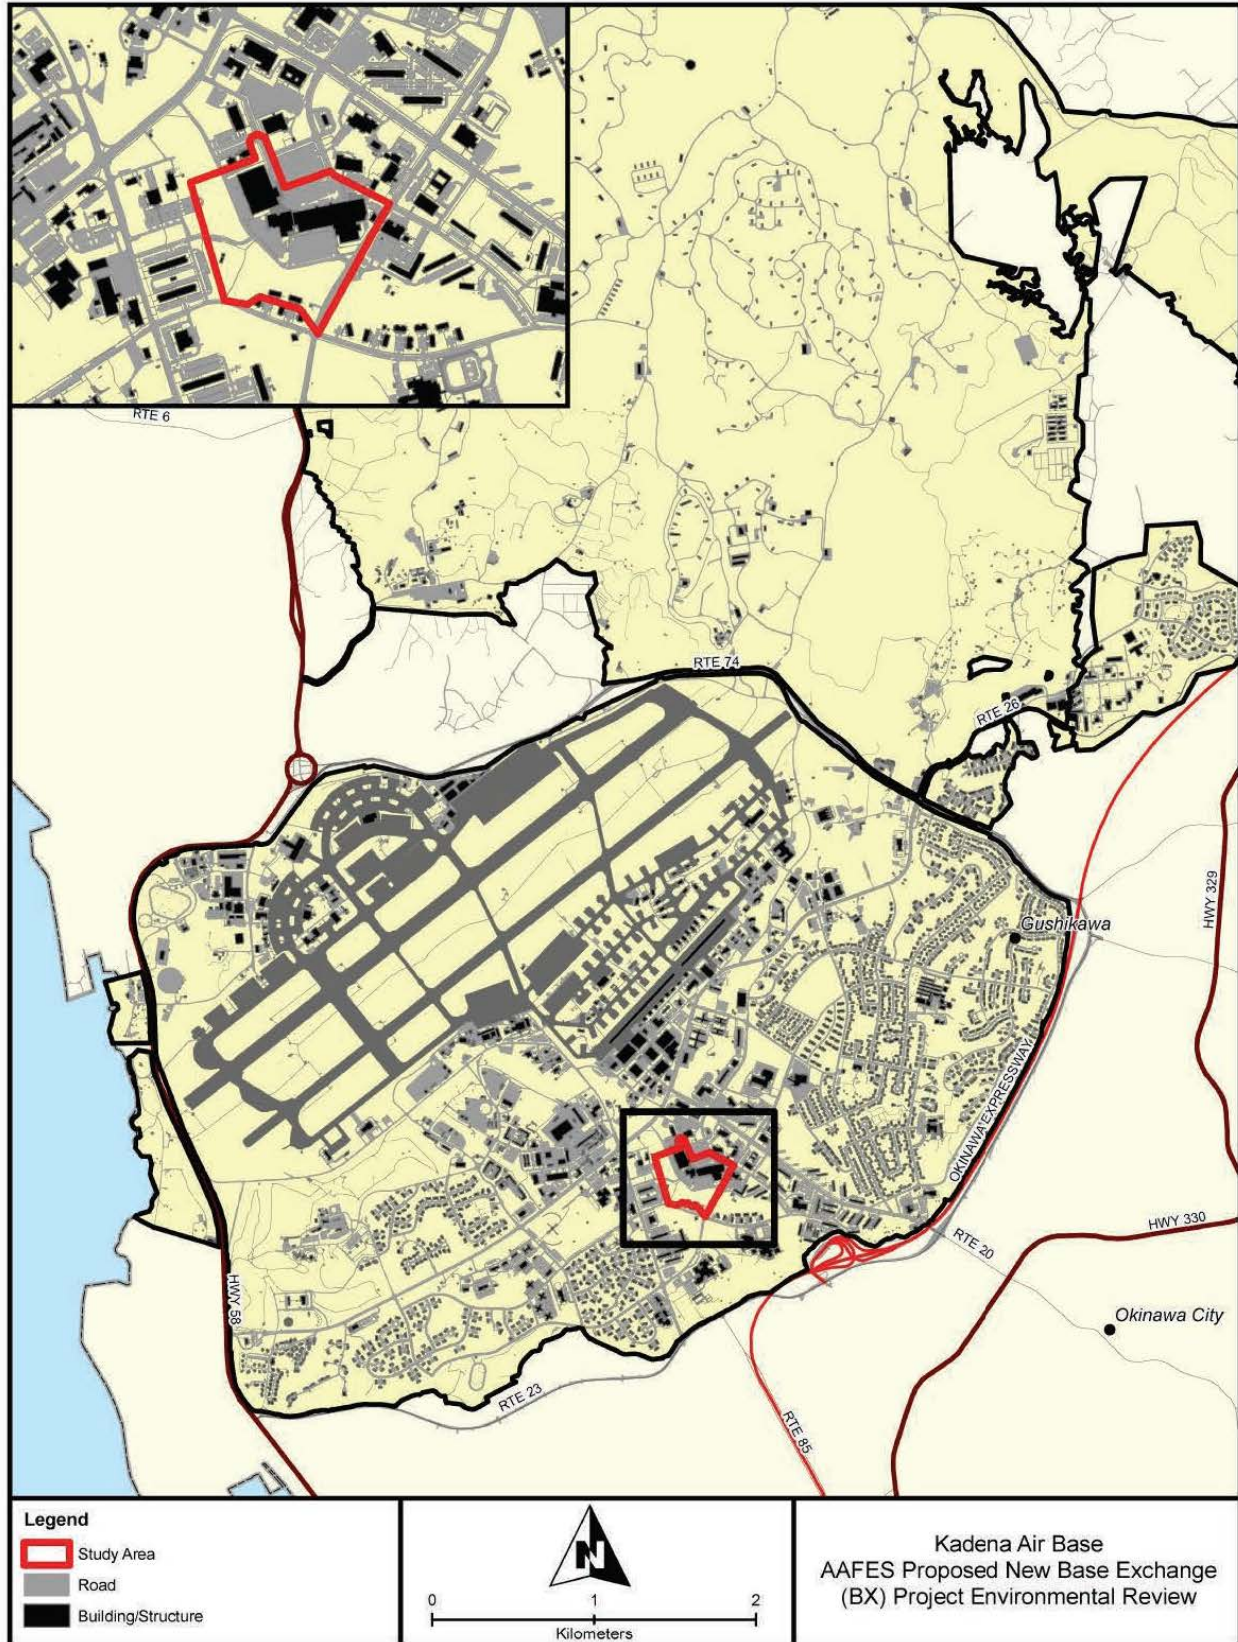 RTE 6
RTE 74
RTE 26
HWY 329
Gushikawa
OKINAWA EXPRESSWAY
HWY 330
RTE 20
Okinawa City
HWY 58
RTE 23
RTE 85
Legend
Study Area
Road
Building/Structure
N
0 1 2
Kilometers
Kadena Air Base
AAFES Proposed New Base Exchange
(BX) Project Environmental Review